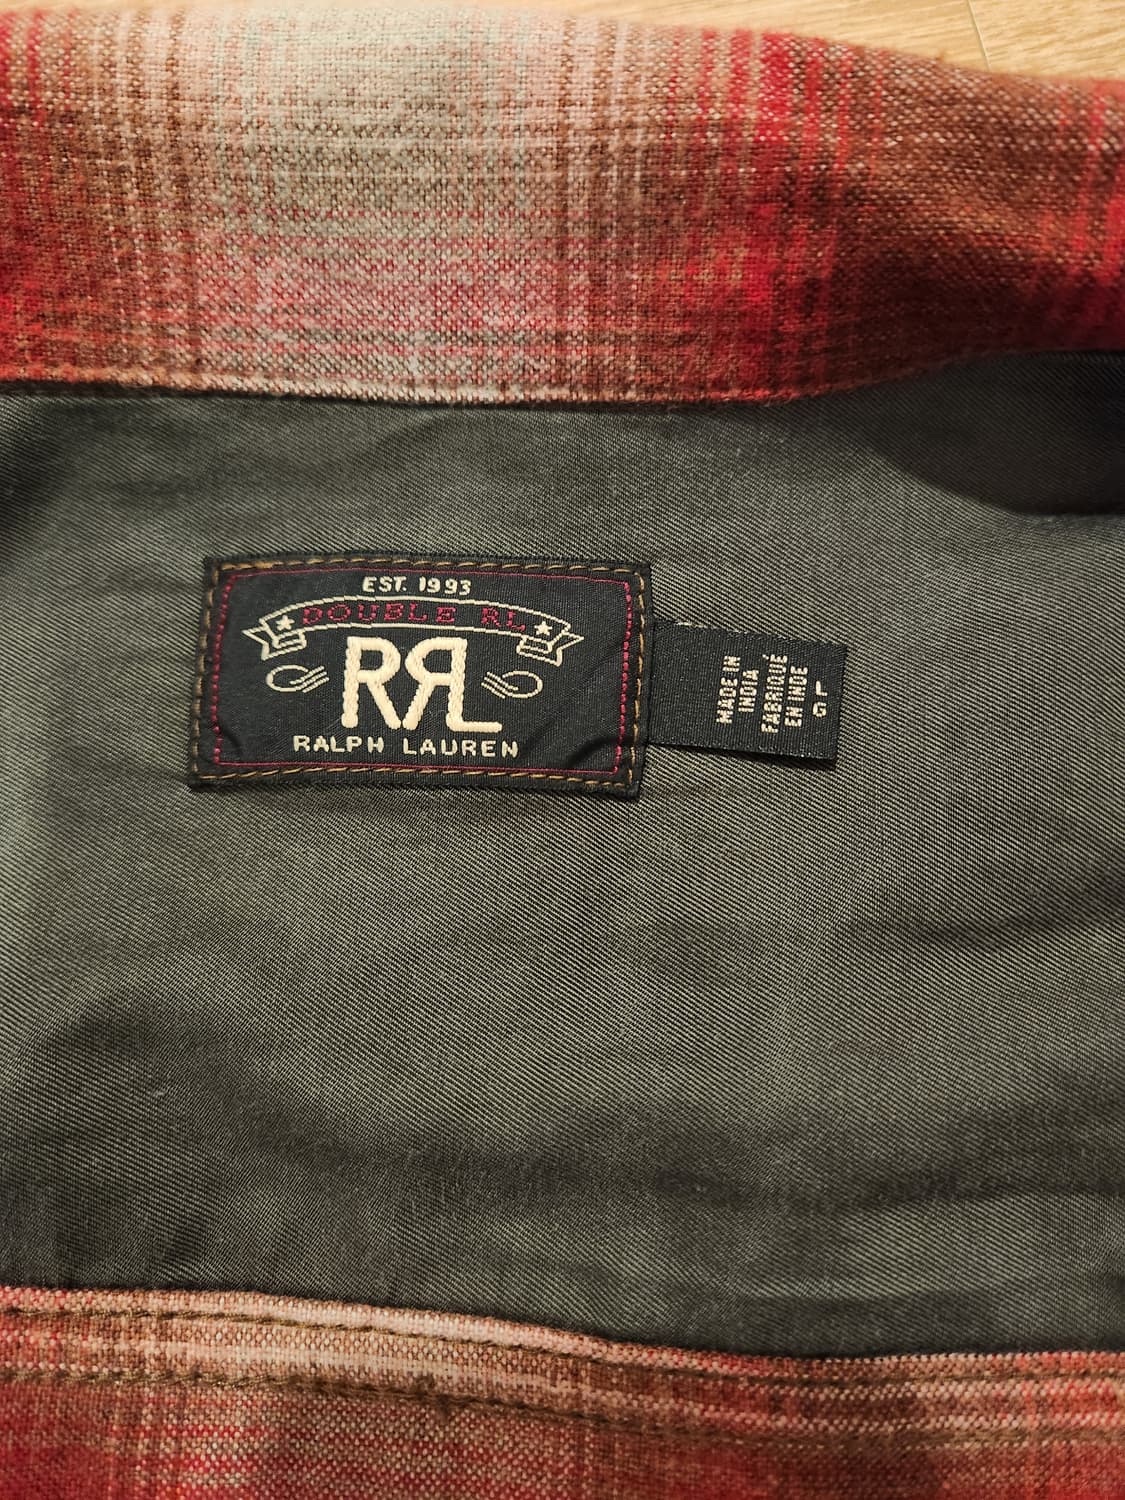 EST. 1993
DOUBLE RL
RRL
RALPH LAUREN
MADE IN
INDIA
FABRIQUÉ
EN INDE
L
G